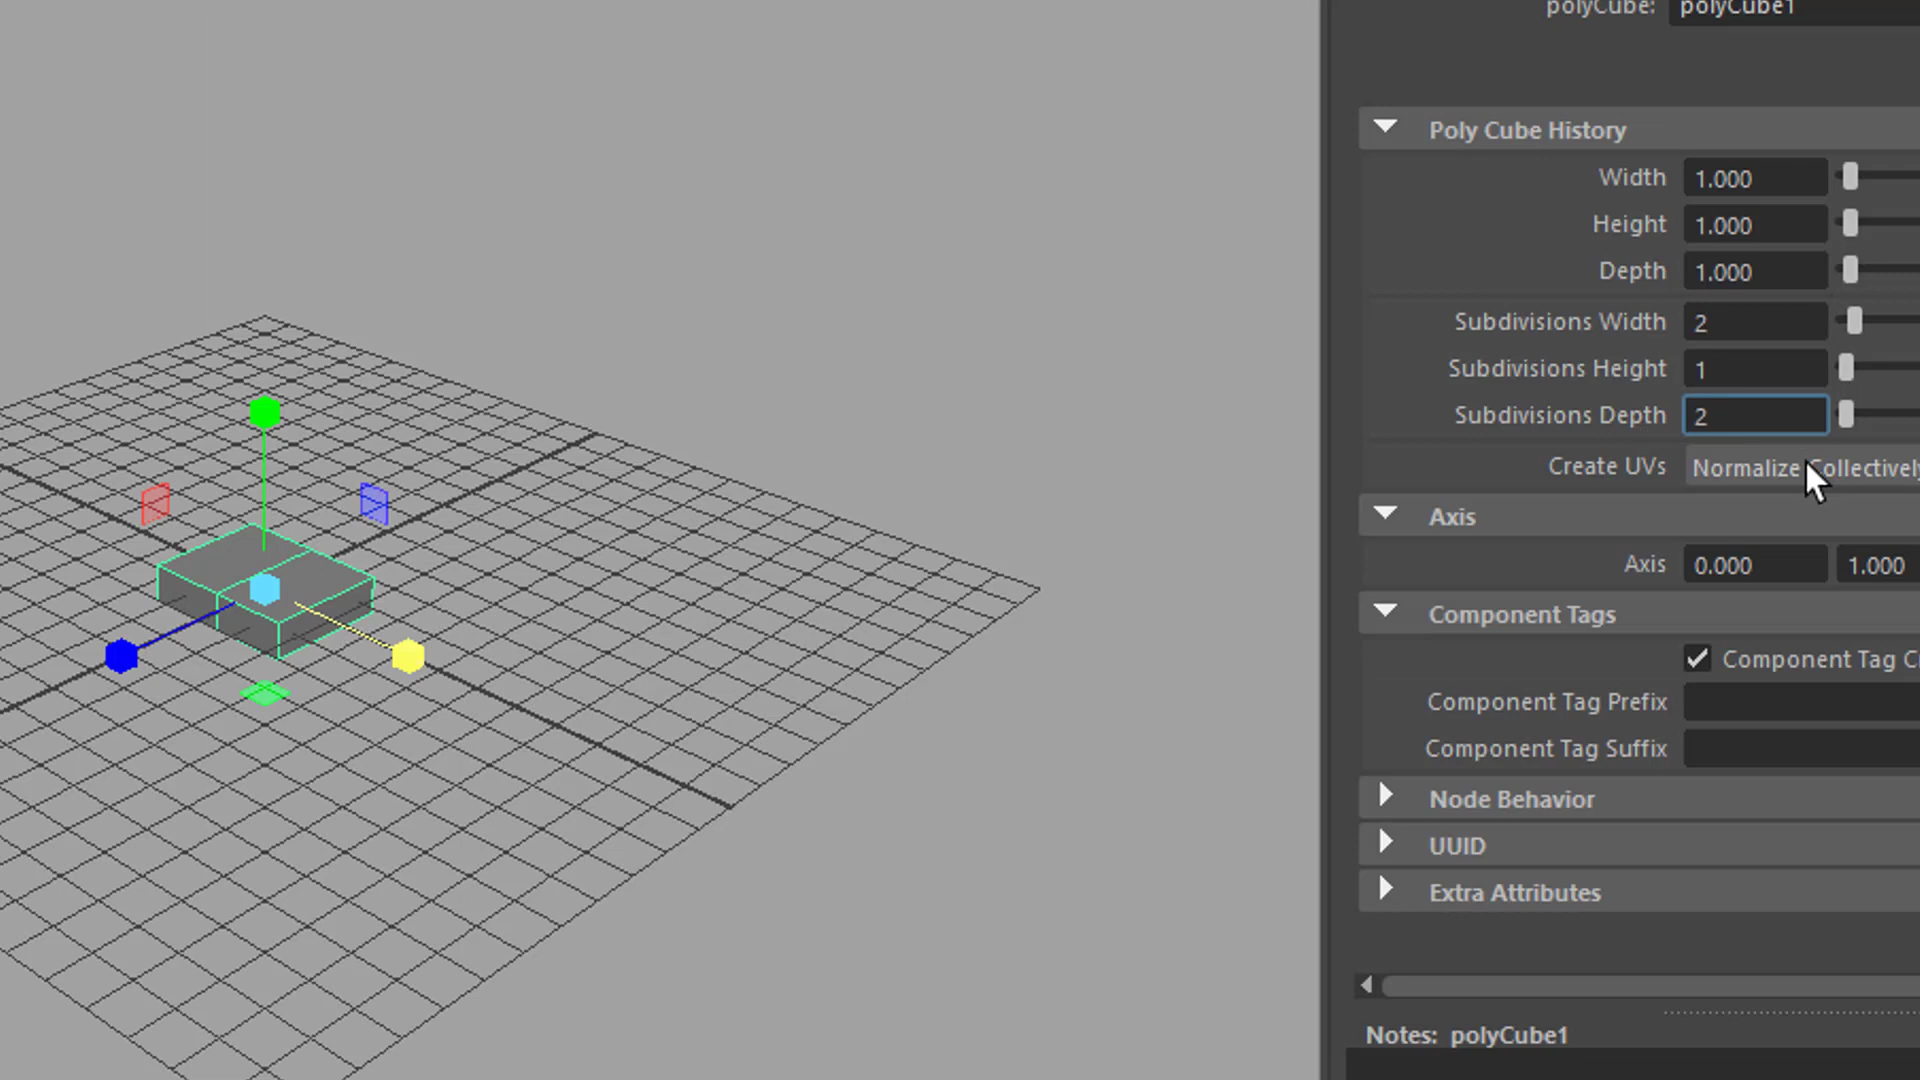 polyCube: polyCube1
Poly Cube History
Width 1.000
Height 1.000
Depth 1.000
Subdivisions Width 2
Subdivisions Height 1
Subdivisions Depth 2
Create UVs Normalize Collectively
Axis
Axis 0.000 1.000
Component Tags
Component Tag
Component Tag Prefix
Component Tag Suffix
Node Behavior
UUID
Extra Attributes
Notes: polyCube1